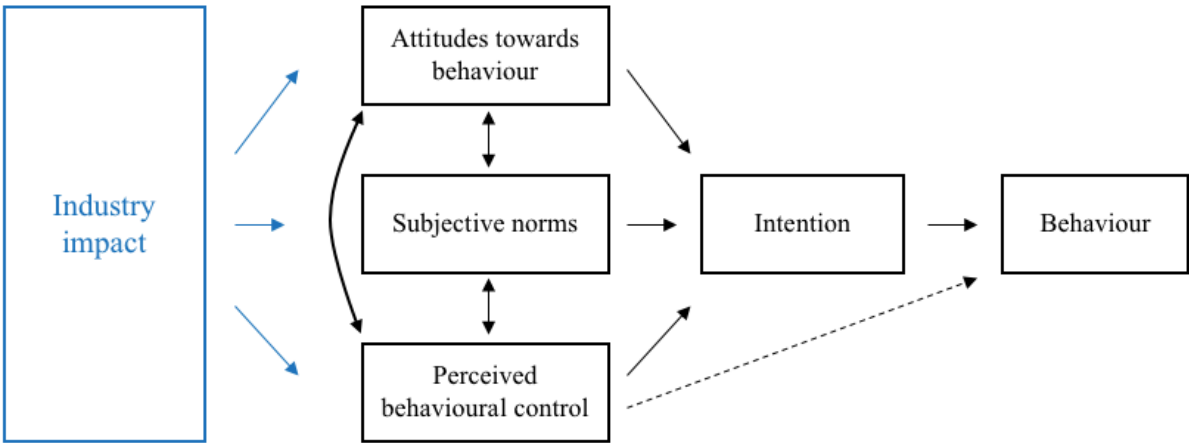 Industry
impact
Attitudes towards
behaviour
Subjective norms
Perceived
behavioural control
Intention
Behaviour